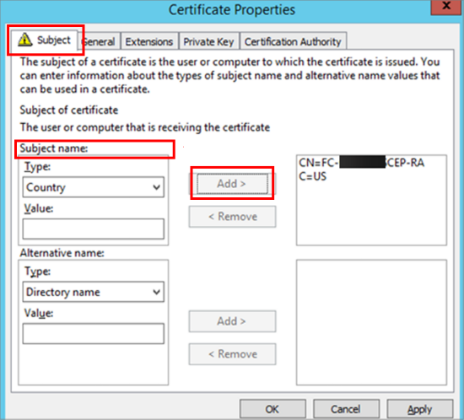 Certificate Properties
x
Subject General Extensions Private Key Certification Authority
The subject of a certificate is the user or computer to which the certificate is issued. You
can enter information about the types of subject name and alternative name values that
can be used in a certificate.
Subject of certificate
The user or computer that is receiving the certificate
Subject name:
Type:
Country
Value:
Add >
< Remove
CN=FC- CEP-RA
C=US
Alternative name:
Type:
Directory name
Value:
Add >
< Remove
OK Cancel Apply